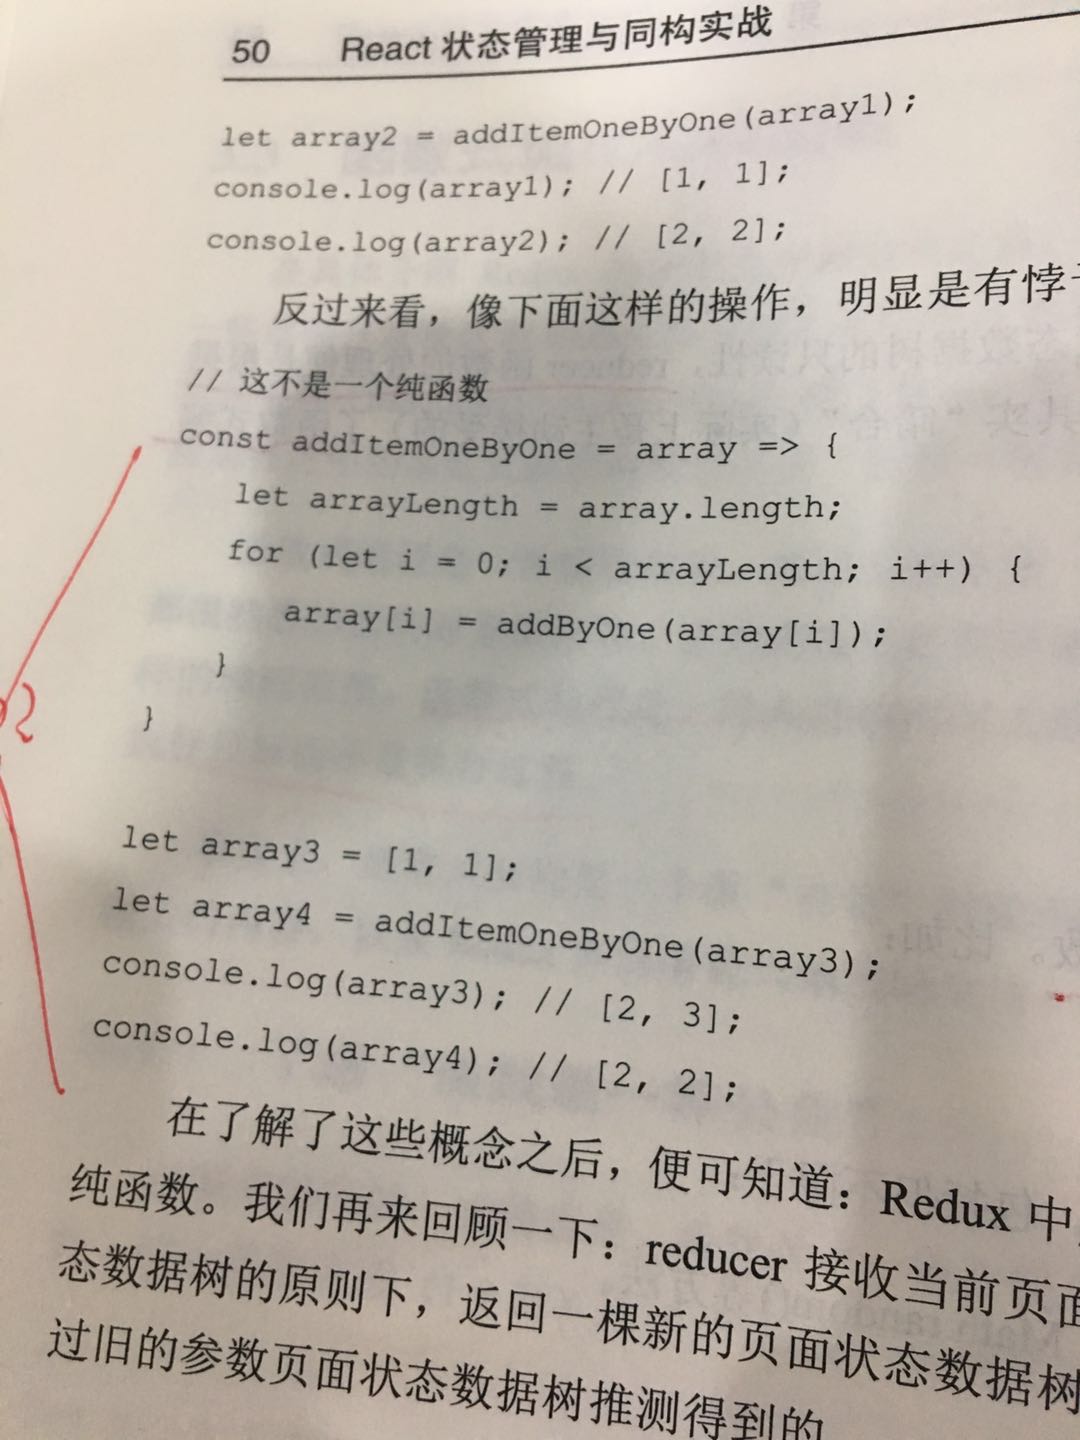 50 React 状态管理与同构实战
let array2 = addItemOneByOne(array1);
console.log(array1); // [1, 1];
console.log(array2); // [2, 2];
反过来看，像下面这样的操作，明显是有悖
// 这不是一个纯函数
const addItemOneByOne = array => {
let arrayLength = array.length;
for (let i = 0; i < arrayLength; i++) {
array[i] = addByOne(array[i]);
}
}
2
let array3 = [1, 1];
let array4 = addItemOneByOne(array3);
console.log(array3); // [2, 3];
console.log(array4); // [2, 2];
在了解了这些概念之后，便可知道：Redux 中
纯函数。我们再来回顾一下：reducer 接收当前页面
态数据树的原则下，返回一棵新的页面状态数据树
过旧的参数页面状态数据树推测得到的